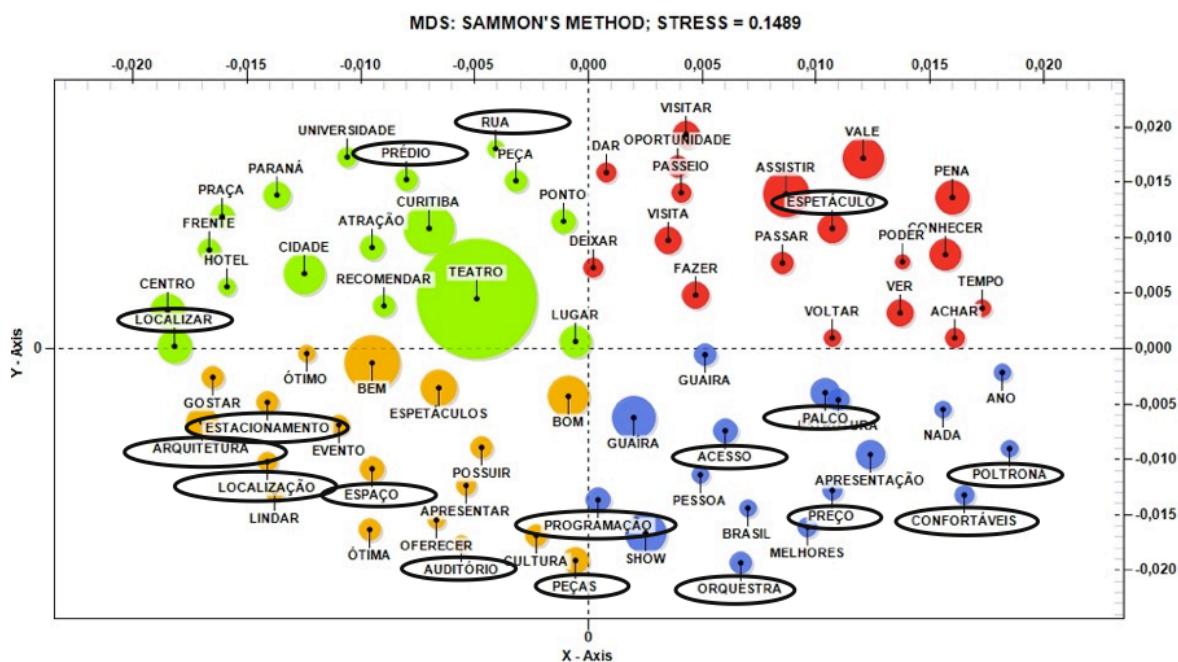 MDS: SAMMON'S METHOD; STRESS = 0.1489
-0,020 -0,015 -0,010 -0,005 0,000 0,005 0,010 0,015 0,020
VISITAR
RUA
UNIVERSIDADE
OPORTUNIDADE
VALE
-0,020
DAR
PRÉDIO
PEÇA
PASSEIO
ASSISTIR
PARANÁ
PENA
-0,015
PRAÇA
CURITIBA
PONTO
ESPETÁCULO
FRENTE
ATRAÇÃO
VISITA
CONHECER
-0,010
CIDADE
DEIXAR
PASSAR
PODER
HOTEL
RECOMENDAR
TEATRO
FAZER
TEMPO
CENTRO
-0,005
LOCALIZAR
LUGAR
VOLTAR
VER
ACHAR
Y - Axis
0
0,000
ÓTIMO
GUAIRA
BEM
ANO
GOSTAR
ESPETÁCULOS
BOM
-0,005
ESTACIONAMENTO
PALCO
URA
NADA
ARQUITETURA
EVENTO
GUAÍRA
ACESSO
-0,010
POSSUIR
PESSOA
APRESENTAÇÃO
POLTRONA
LOCALIZAÇÃO
ESPAÇO
LINDAR
APRESENTAR
PROGRAMAÇÃO
BRASIL
PREÇO
CONFORTÁVEIS
-0,015
ÓTIMA
OFERECER
CULTURA
SHOW
MELHORES
AUDITÓRIO
-0,020
PEÇAS
ORQUESTRA
0
X - Axis